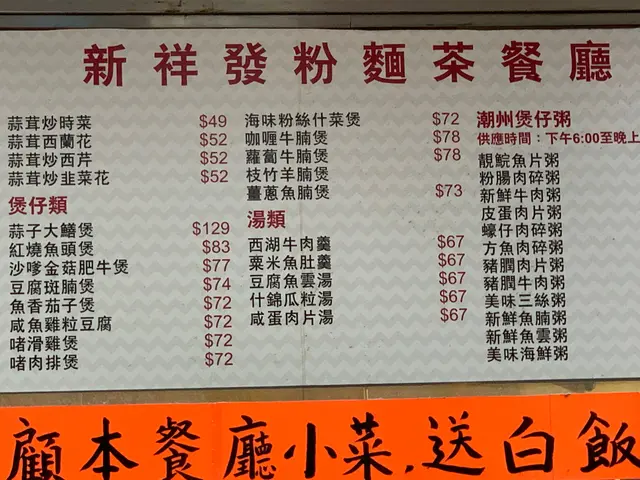 新祥發粉麵茶餐廳
蒜茸炒時菜 $49
蒜茸西蘭花 $52
蒜茸炒西芹 $52
蒜茸炒韭菜花 $52
煲仔類
蒜子大鱔煲 $129
紅燒魚頭煲 $83
沙嗲金菇肥牛煲 $77
豆腐斑腩煲 $74
魚香茄子煲 $72
咸魚雞粒豆腐 $72
啫滑雞煲 $72
啫肉排煲 $72
海味粉絲什菜煲 $72
咖喱牛腩煲 $78
蘿蔔牛腩煲 $78
枝竹羊腩煲
薑蔥魚腩煲 $73
湯類
西湖牛肉羹 $67
粟米魚肚羹 $67
豆腐魚雲湯 $67
什錦瓜粒湯 $67
咸蛋肉片湯 $67
潮州煲仔粥
供應時間：下午6:00至晚上
靚鯇魚片粥
粉腸肉碎粥
新鮮牛肉粥
皮蛋肉片粥
蠔仔肉碎粥
方魚肉碎粥
豬膶肉片粥
豬膶牛肉粥
美味三絲粥
新鮮魚腩粥
新鮮魚雲粥
美味海鮮粥
顧本餐廳小菜，送白飯